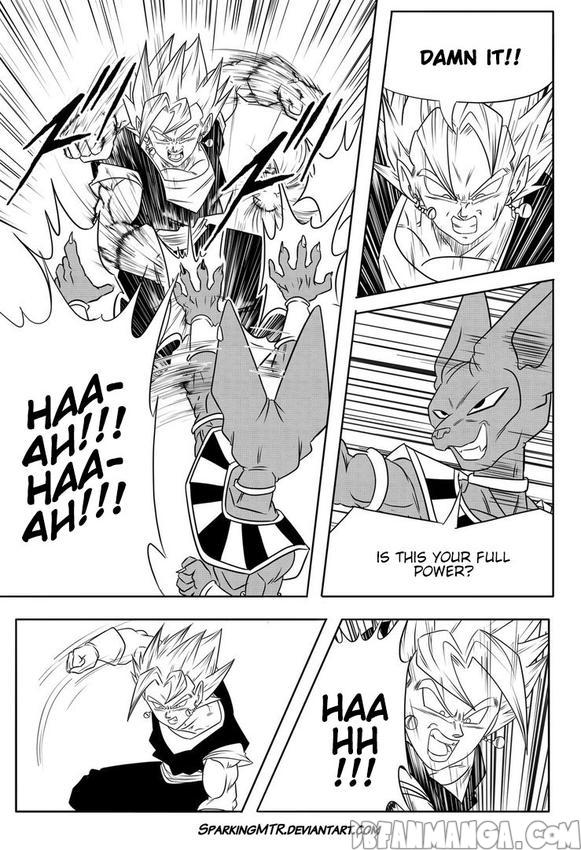 DAMN IT!!
IS THIS YOUR FULL
POWER?
HAA-
AH!!!
HAA-
AH!!!
HAA
HH
!!!
SPARKINGMTR.DEVIANTART.COM
DBFANMANGA.COM